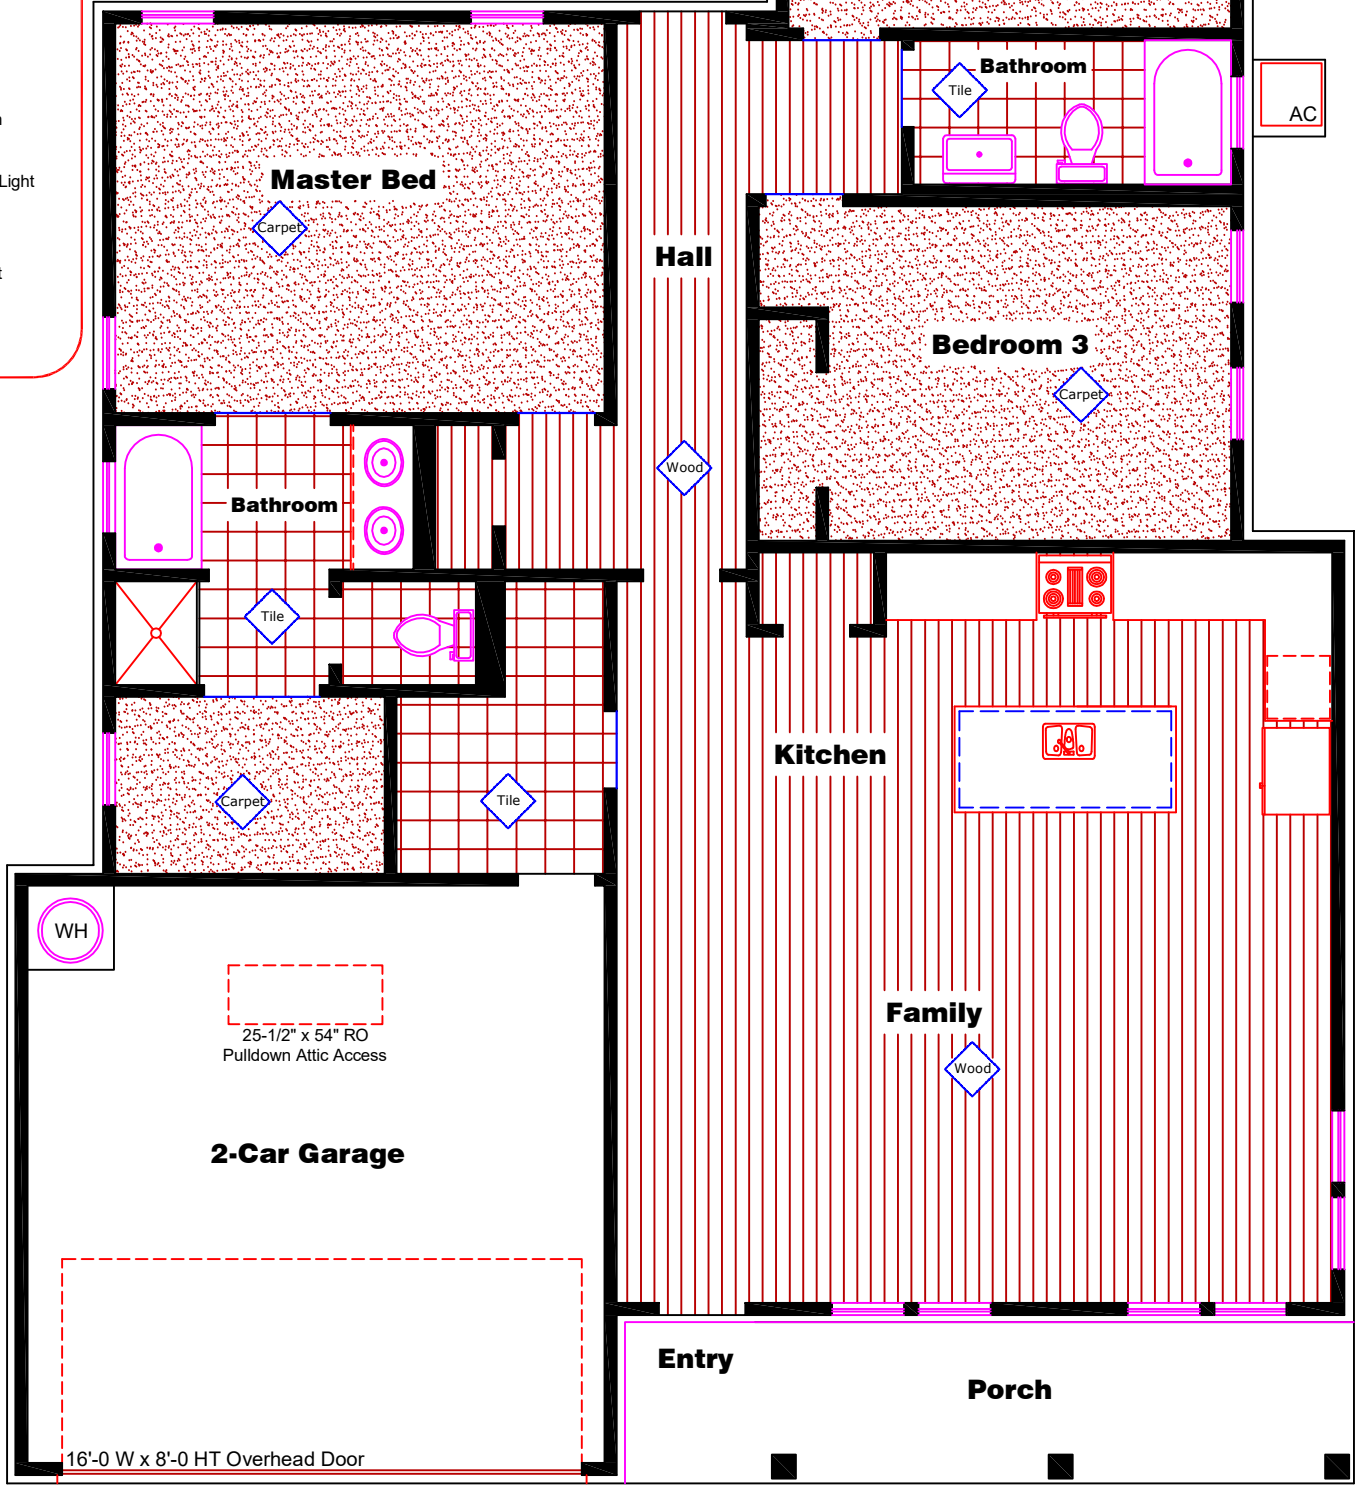 Bathroom
Tile
AC
Light
Master Bed
Carpet
Hall
Bedroom 3
Carpet
Wood
Bathroom
Tile
Kitchen
Carpet
Tile
WH
Family
25-1/2" x 54" RO
Pulldown Attic Access
Wood
2-Car Garage
Entry
Porch
16'-0 W x 8'-0 HT Overhead Door